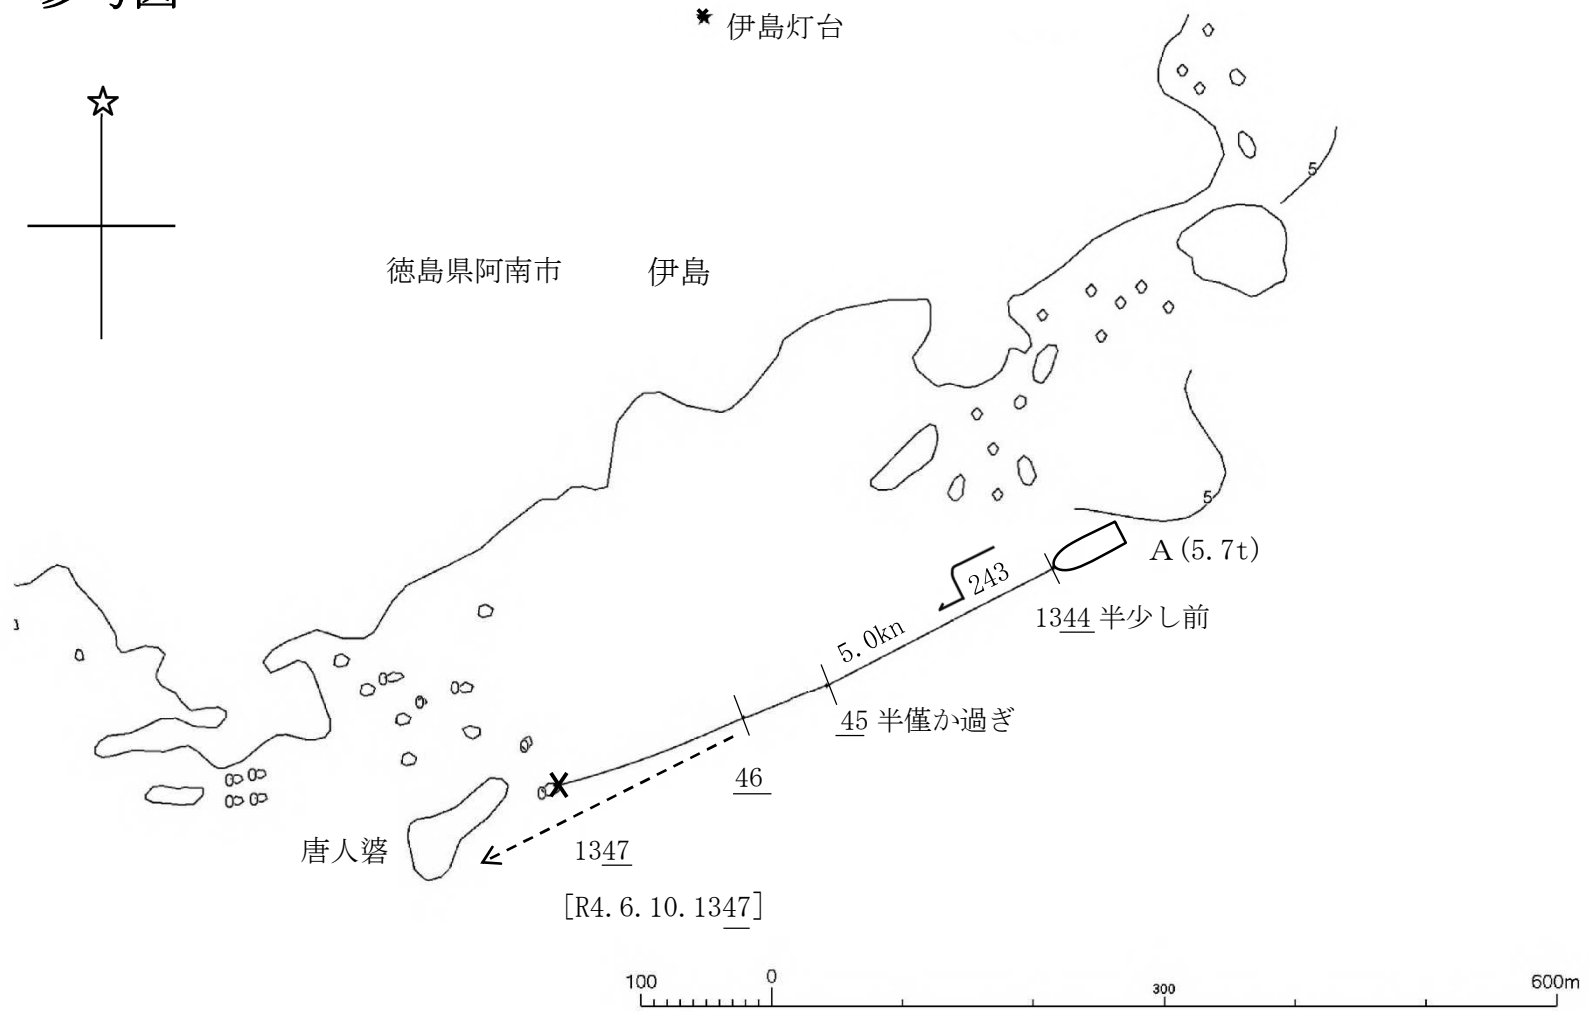 参考図
伊島灯台
5
徳島県阿南市 伊島
5
A(5.7t)
243
1344半少し前
5.0kn
45半僅か過ぎ
46
唐人碆
1347
[R4.6.10.1347]
100 0 300 600m